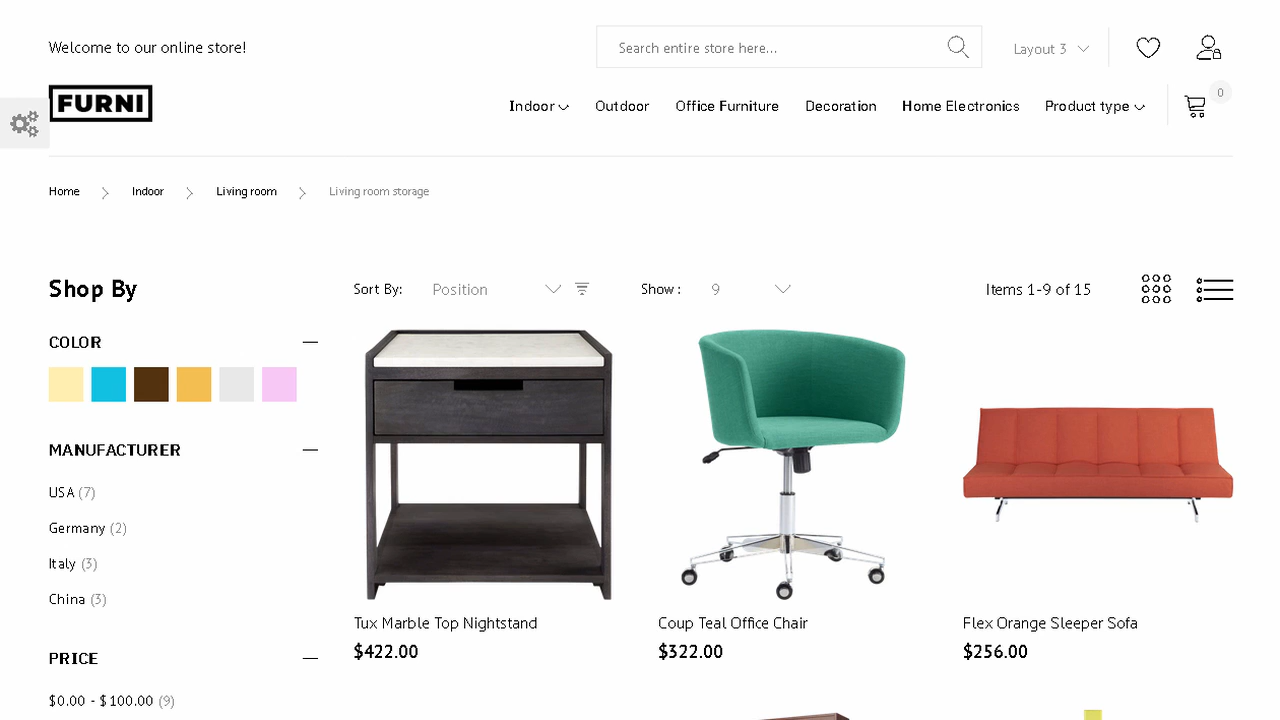 Welcome to our online store!
Search entire store here...
Layout 3
FURNI
Indoor
Outdoor
Office Furniture
Decoration
Home Electronics
Product type
0
Home
Indoor
Living room
Living room storage
Shop By
Sort By:
Position
Show :
9
Items 1-9 of 15
COLOR
MANUFACTURER
USA (7)
Germany (2)
Italy (3)
China (3)
PRICE
$0.00 - $100.00 (9)
Tux Marble Top Nightstand
$422.00
Coup Teal Office Chair
$322.00
Flex Orange Sleeper Sofa
$256.00